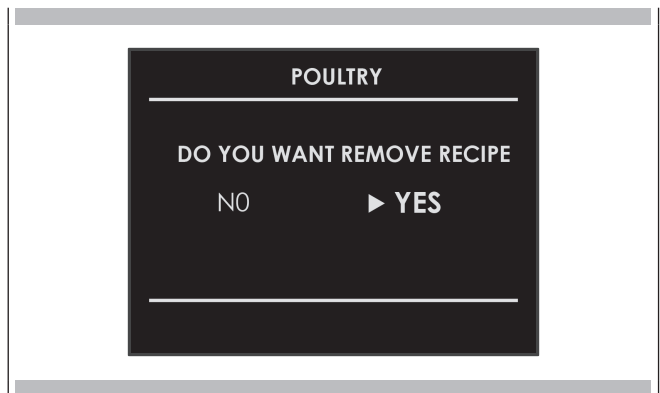 POULTRY
DO YOU WANT REMOVE RECIPE
N0 ▶ YES